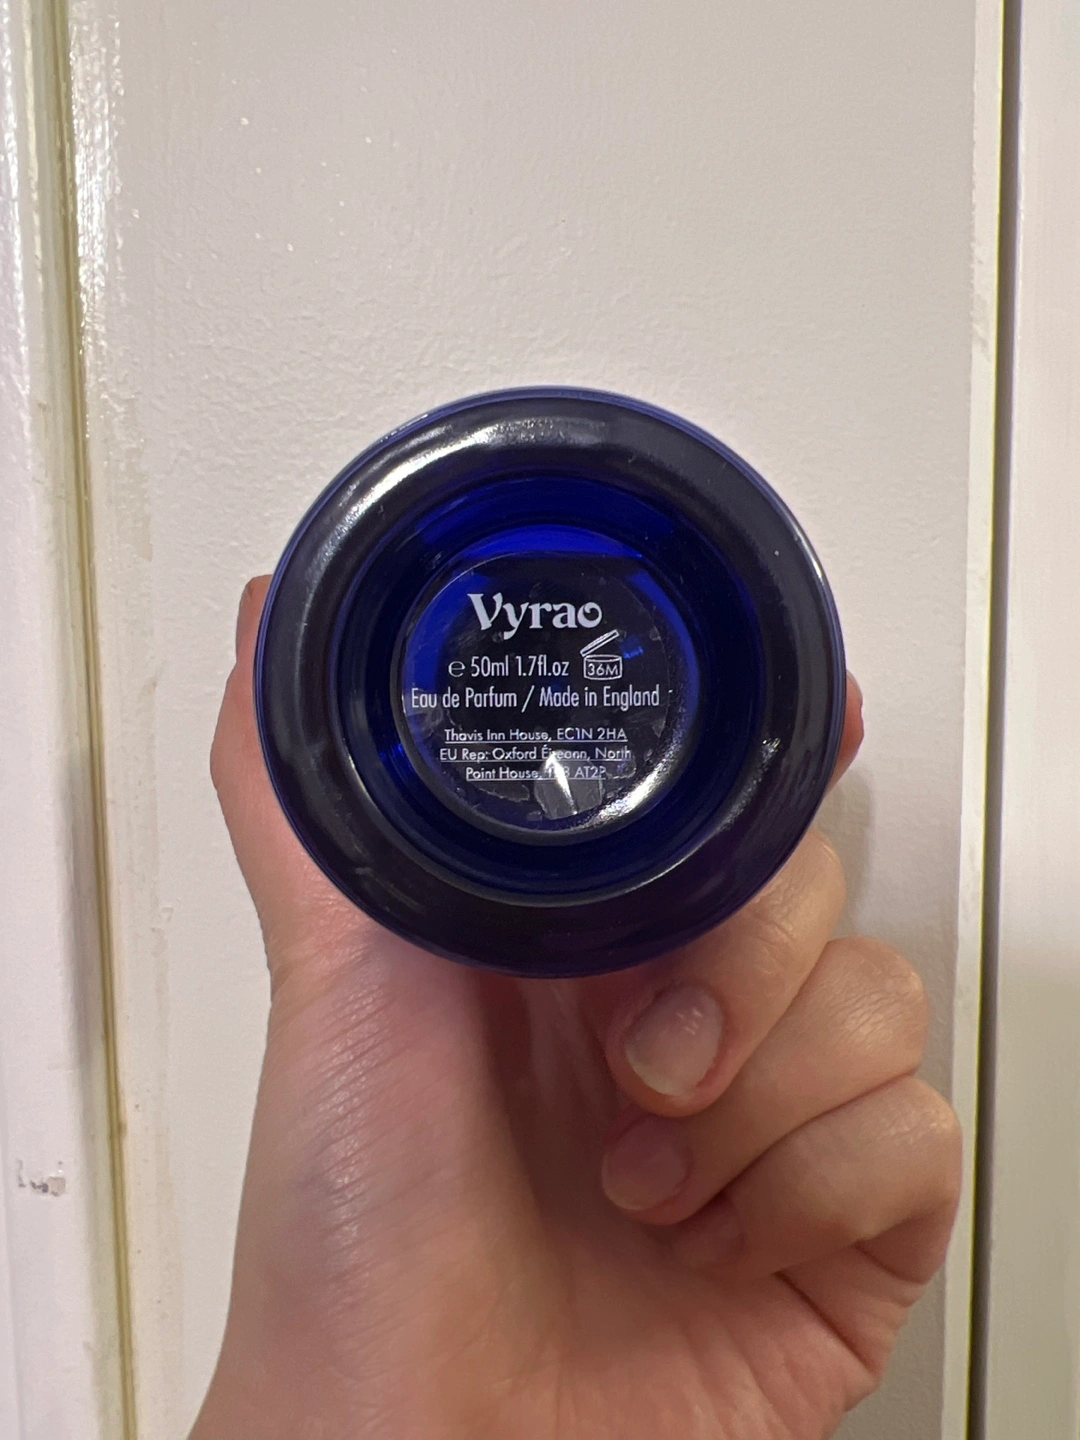 Vyrao
℮ 50ml 1.7fl.oz 36M
Eau de Parfum / Made in England
Thavis Inn House, EC1N 2HA
EU Rep: Oxford Éireann, North
Point House, AT2P